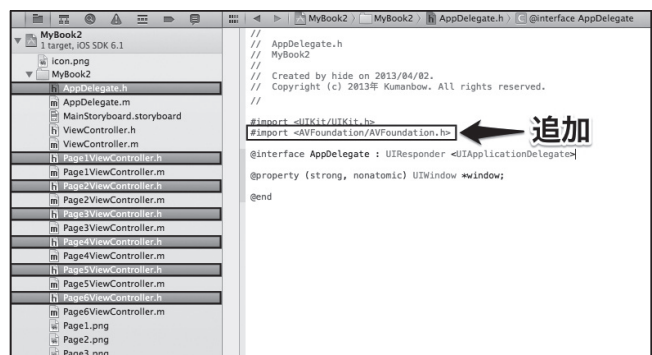 MyBook2
1 target, iOS SDK 6.1
icon.png
MyBook2
AppDelegate.h
AppDelegate.m
MainStoryboard.storyboard
ViewController.h
ViewController.m
Page1ViewController.h
Page1ViewController.m
Page2ViewController.h
Page2ViewController.m
Page3ViewController.h
Page3ViewController.m
Page4ViewController.h
Page4ViewController.m
Page5ViewController.h
Page5ViewController.m
Page6ViewController.h
Page6ViewController.m
Page1.png
Page2.png
Page3.png
MyBook2 〉 MyBook2 〉 h AppDelegate.h 〉 C @interface AppDelegate
//
//  AppDelegate.h
//  MyBook2
//
//  Created by hide on 2013/04/02.
//  Copyright (c) 2013年 Kumanbow. All rights reserved.
//
#import <UIKit/UIKit.h>
#import <AVFoundation/AVFoundation.h>
追加
@interface AppDelegate : UIResponder <UIApplicationDelegate>
@property (strong, nonatomic) UIWindow *window;
@end